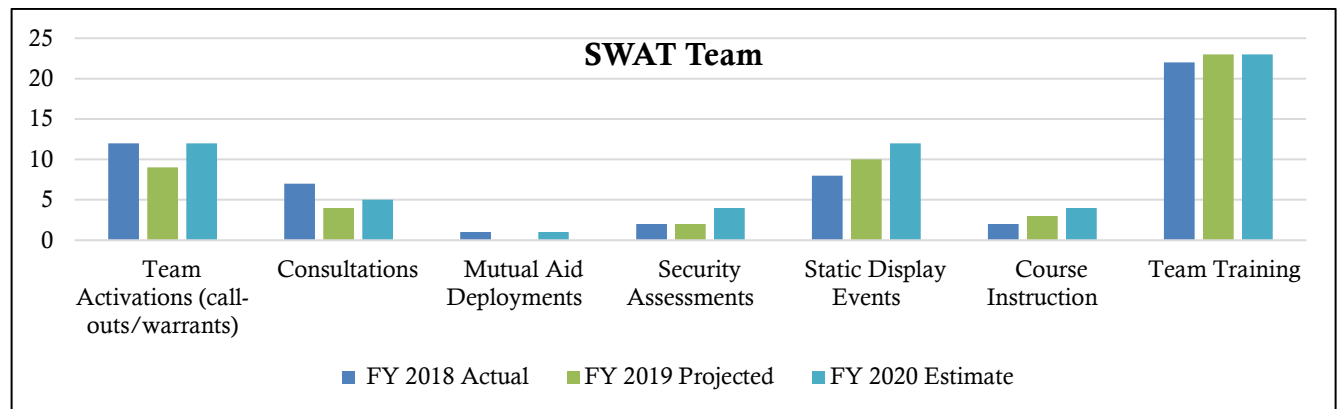 SWAT Team
25
20
15
10
5
0
Team
Activations (call-
outs/warrants)
Consultations
Mutual Aid
Deployments
Security
Assessments
Static Display
Events
Course
Instruction
Team Training
FY 2018 Actual
FY 2019 Projected
FY 2020 Estimate